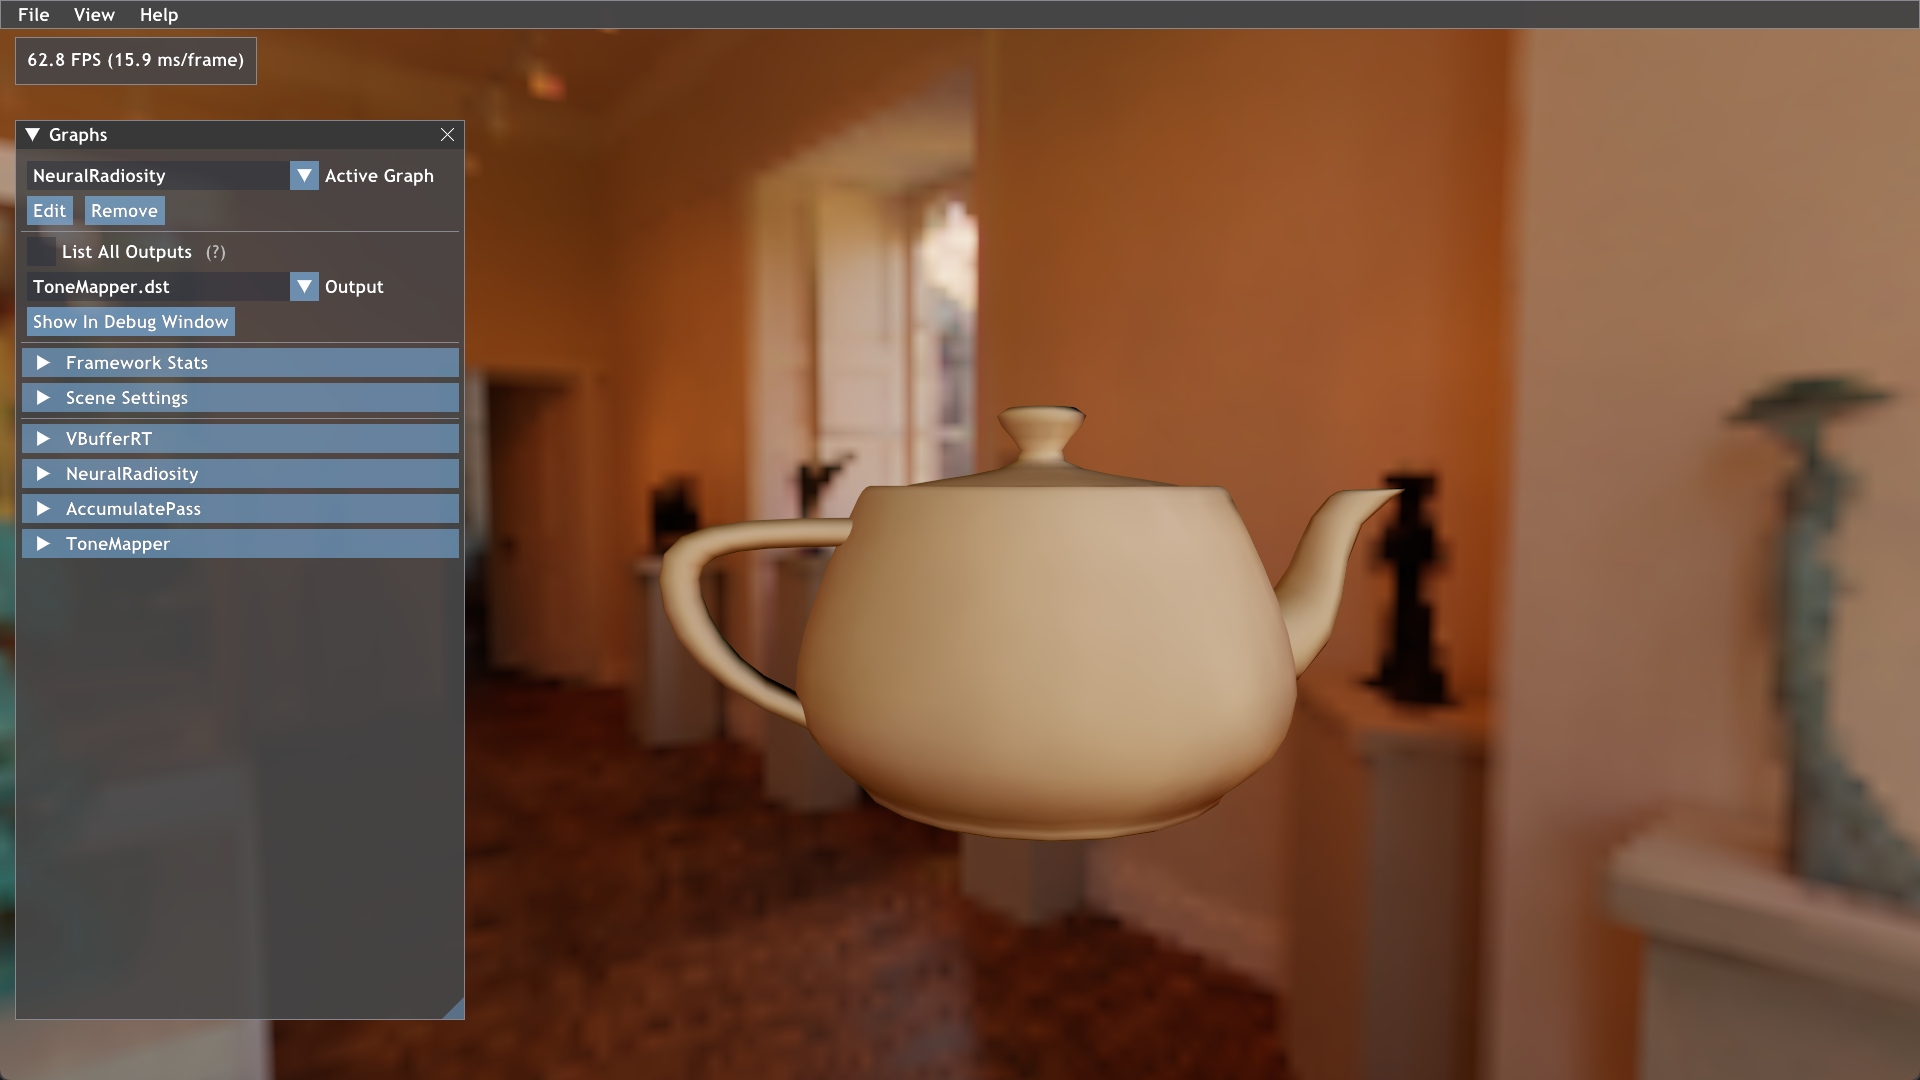 File View Help
62.8 FPS (15.9 ms/frame)
Graphs
NeuralRadiosity Active Graph
Edit Remove
List All Outputs (?)
ToneMapper.dst Output
Show In Debug Window
Framework Stats
Scene Settings
VBufferRT
NeuralRadiosity
AccumulatePass
ToneMapper